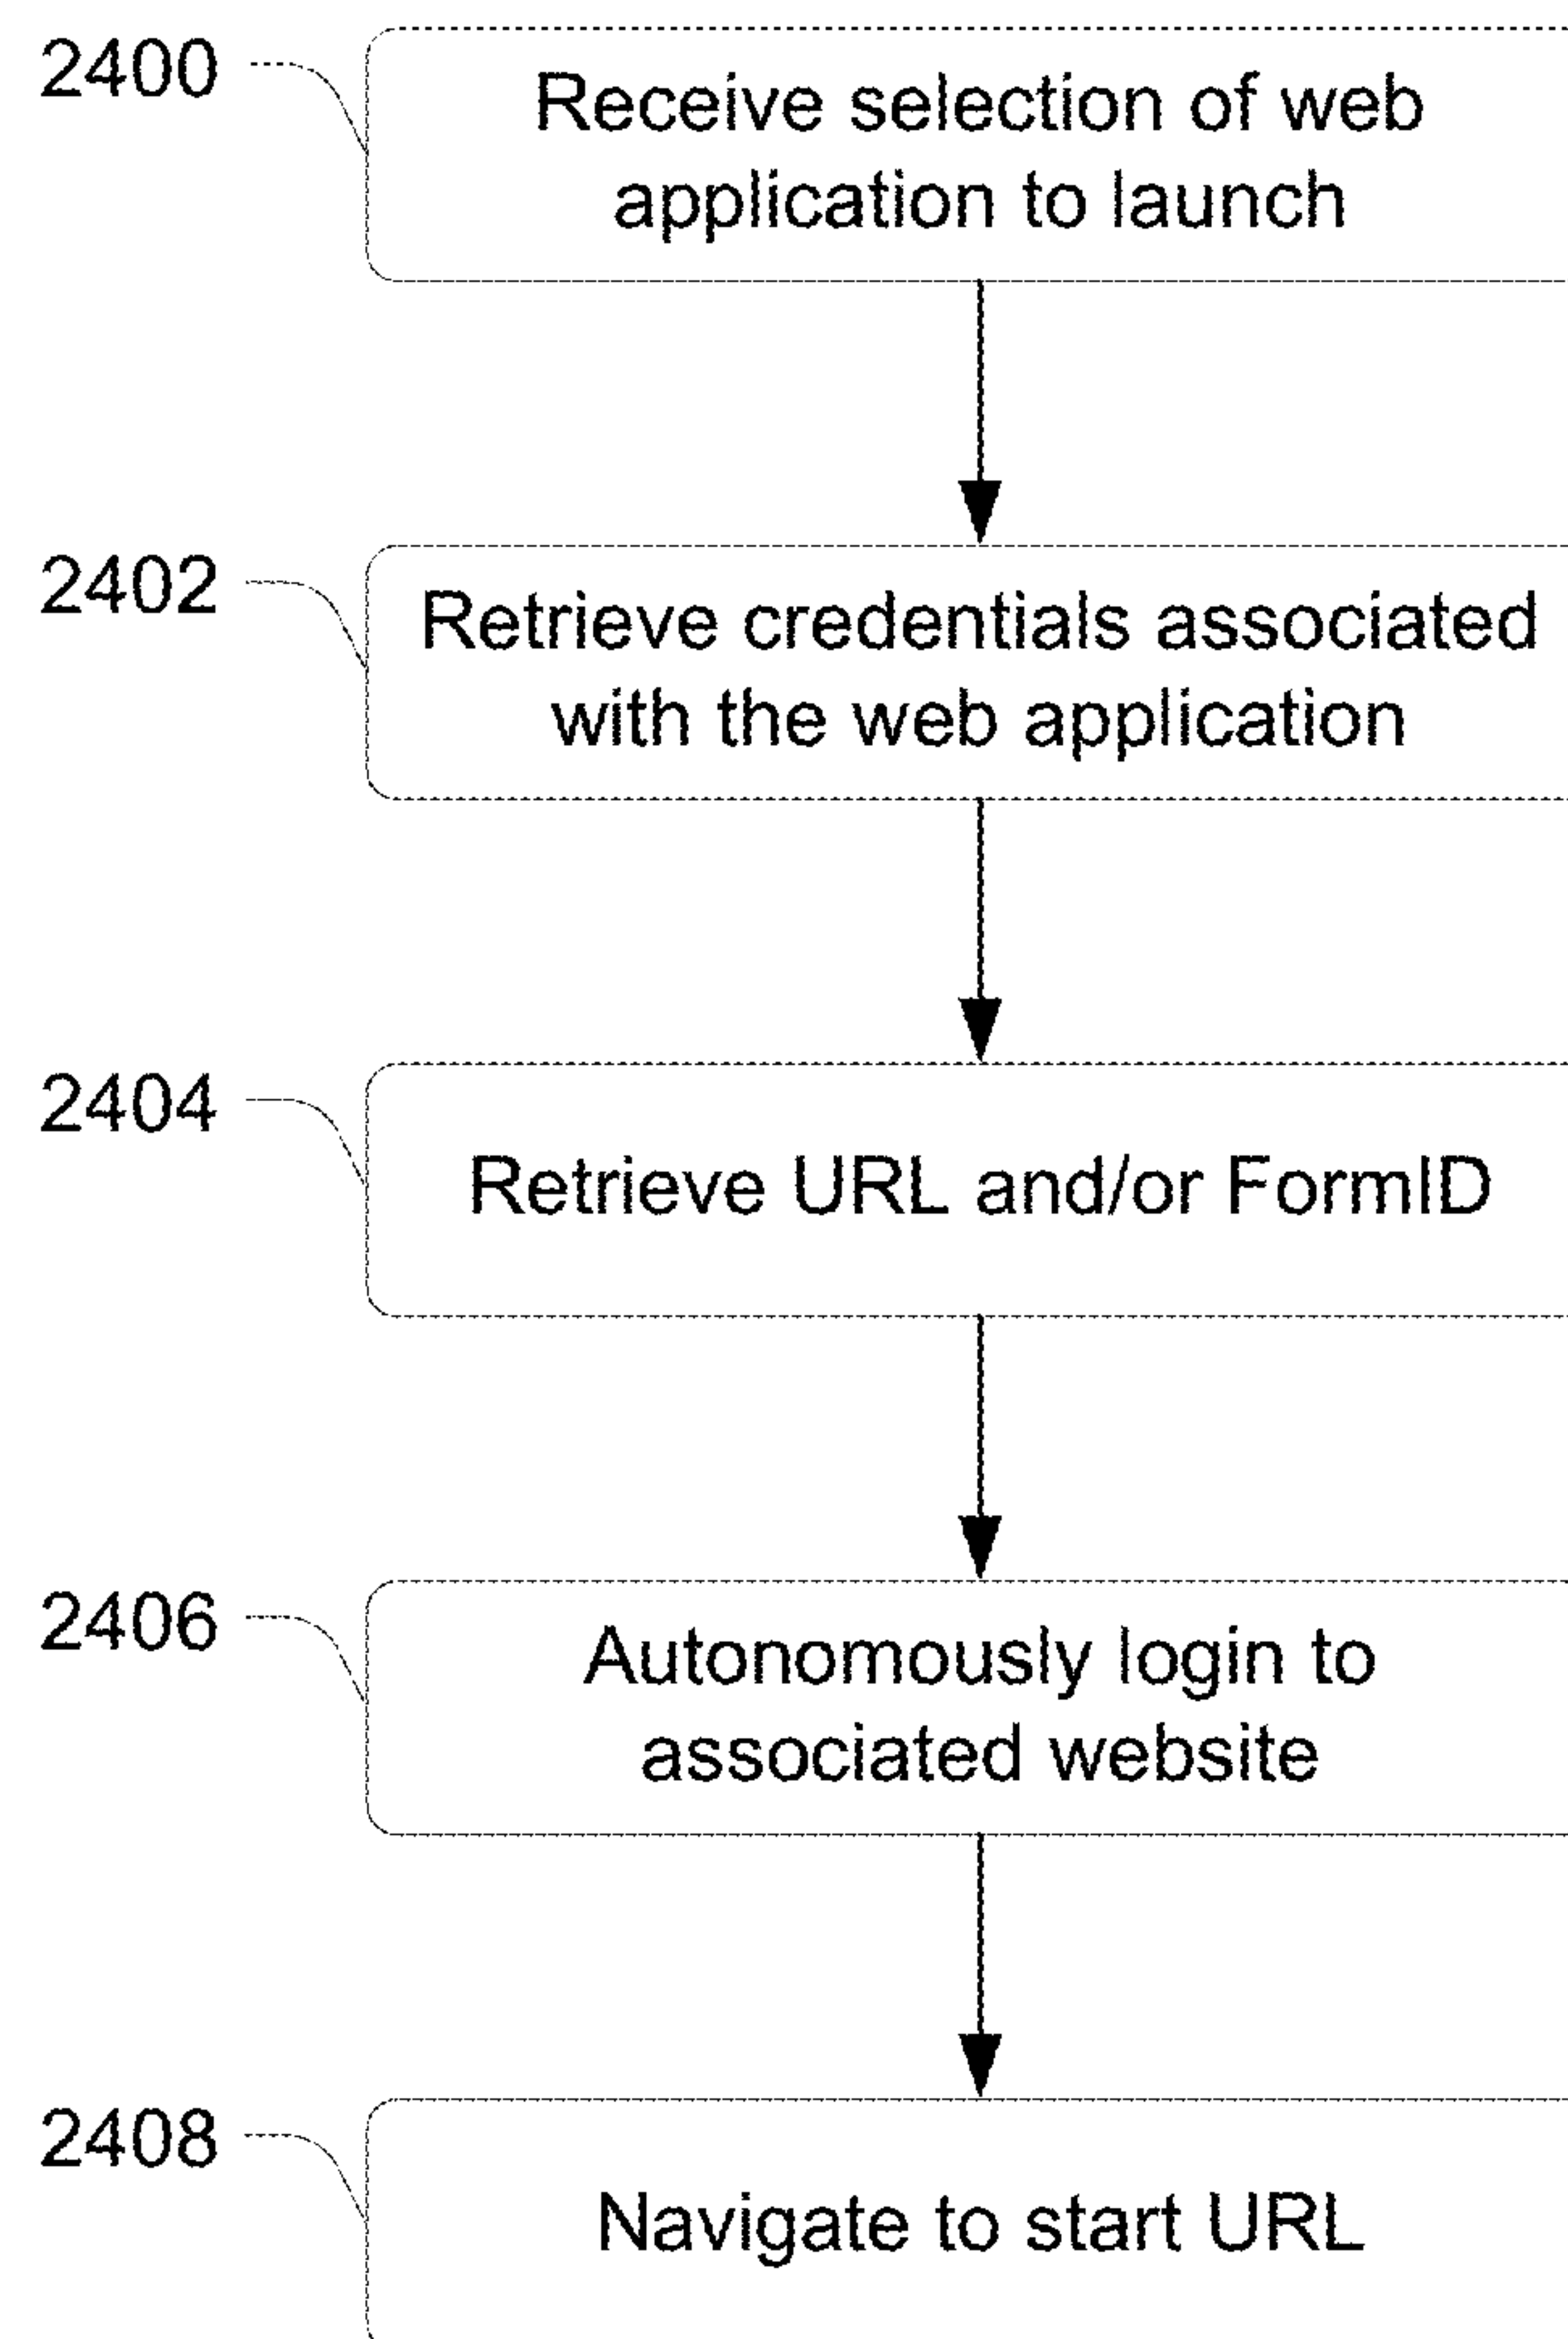 2400
Receive selection of web
application to launch
2402
Retrieve credentials associated
with the web application
2404
Retrieve URL and/or FormID
2406
Autonomously login to
associated website
2408
Navigate to start URL